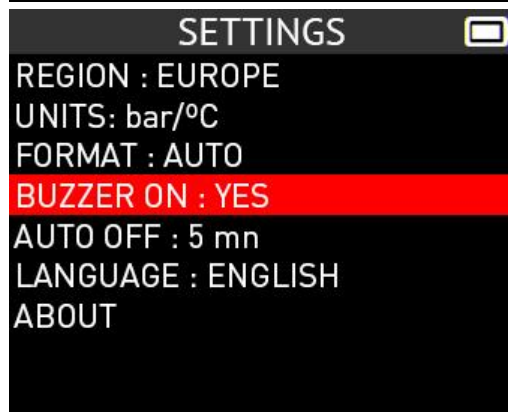 SETTINGS
REGION : EUROPE
UNITS: bar/ºC
FORMAT : AUTO
BUZZER ON : YES
AUTO OFF : 5 mn
LANGUAGE : ENGLISH
ABOUT